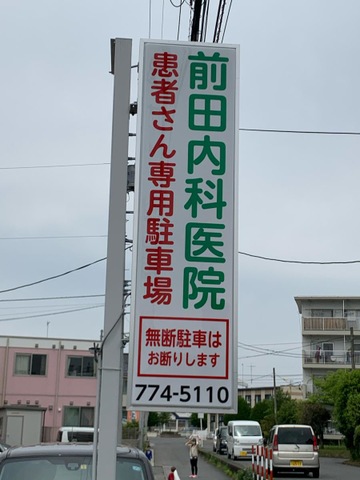 前田内科医院
患者さん専用駐車場
無断駐車は
お断りします
774-5110